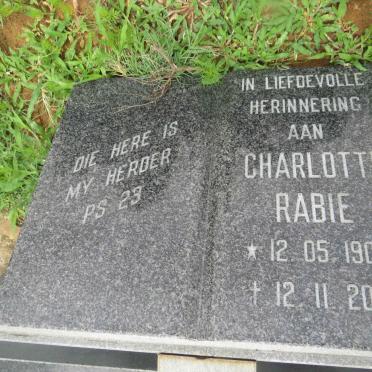 DIE HERE IS
MY HERDER
PS 23
IN LIEFDEVOLLE
HERINNERING
AAN
CHARLOTT
RABIE
* 12.05.190
† 12.11.20